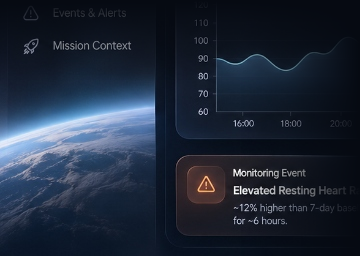 Events & Alerts
Mission Context
120
110
100
90
80
70
60
16:00
18:00
20:00
Monitoring Event
Elevated Resting Heart
~12% higher than 7-day
for ~6 hours.